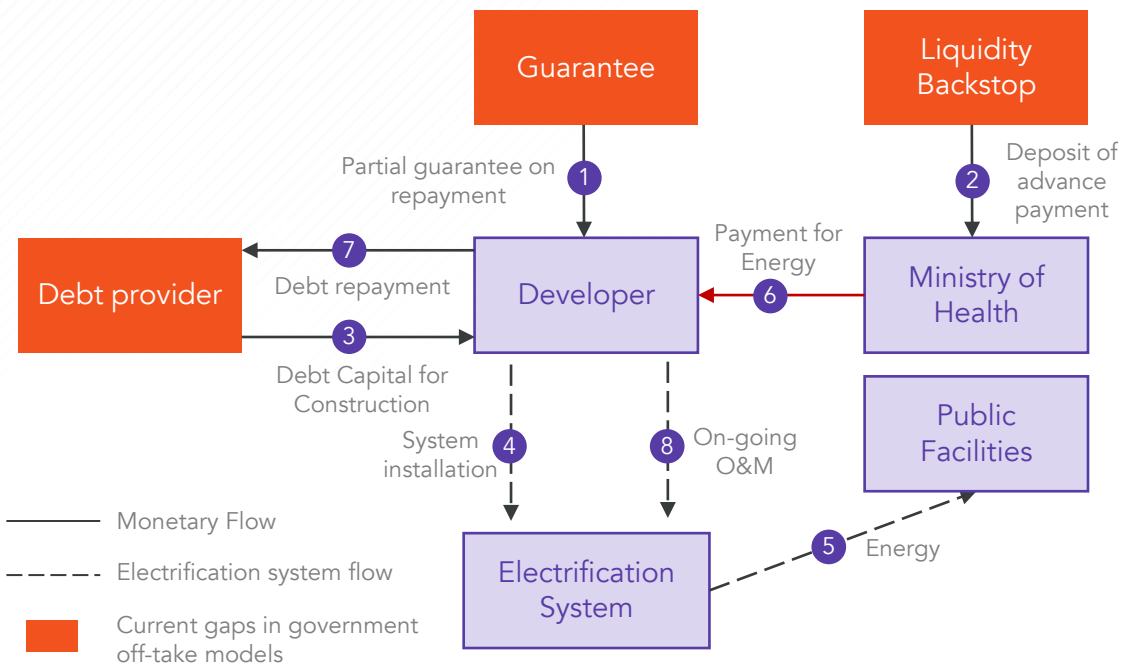 Guarantee
Liquidity
Backstop
Partial guarantee on
repayment
1
2
Deposit of
advance
payment
Debt provider
7
Debt repayment
3
Debt Capital for
Construction
Developer
Payment for
Energy
6
Ministry of
Health
Public
Facilities
System
installation
4
8
On-going
O&M
Electrification
System
5
Energy
Monetary Flow
Electrification system flow
Current gaps in government
off-take models